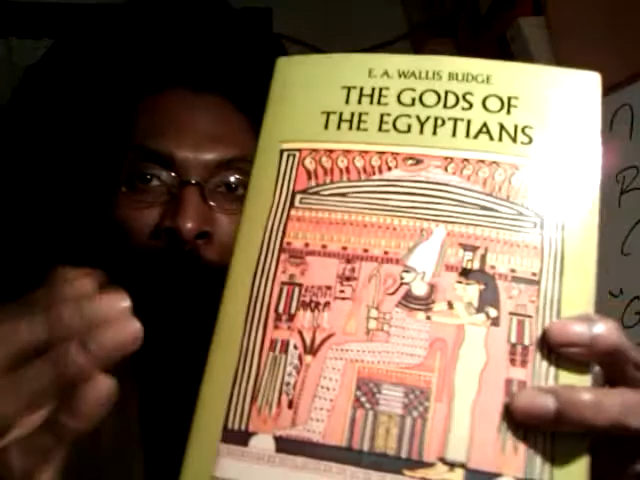 E. A. WALLIS BUDGE
THE GODS OF
THE EGYPTIANS